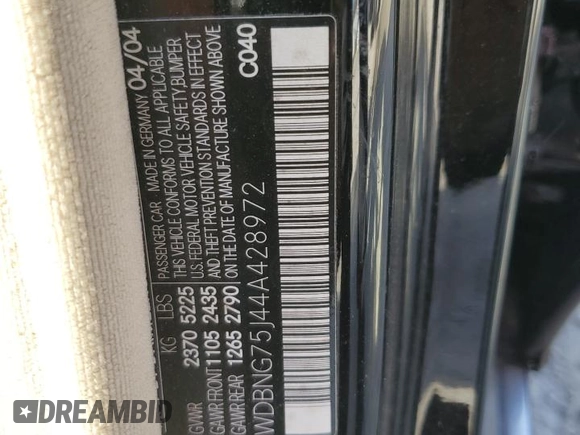 PASSENGER CAR MADE IN GERMANY 04/04
THIS VEHICLE CONFORMS TO ALL APPLICABLE
U.S. FEDERAL MOTOR VEHICLE SAFETY, BUMPER
AND, THEFT PREVENTION STANDARDS IN EFFECT
ON THE DATE OF MANUFACTURE SHOWN ABOVE
KG LBS
GVWR 2370 5225
GAWR FRONT 1105 2435
GAWR REAR 1265 2790
C040
WDBNG75J44A428972
DREAMBID